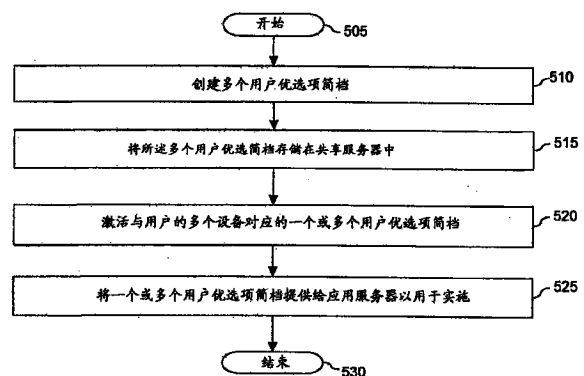 开始
505
创建多个用户优选项简档
510
将所述多个用户优选简档存储在共享服务器中
515
激活与用户的多个设备对应的一个或多个用户优选项简档
520
将一个或多个用户优选项简档提供给应用服务器以用于实施
525
结束
530